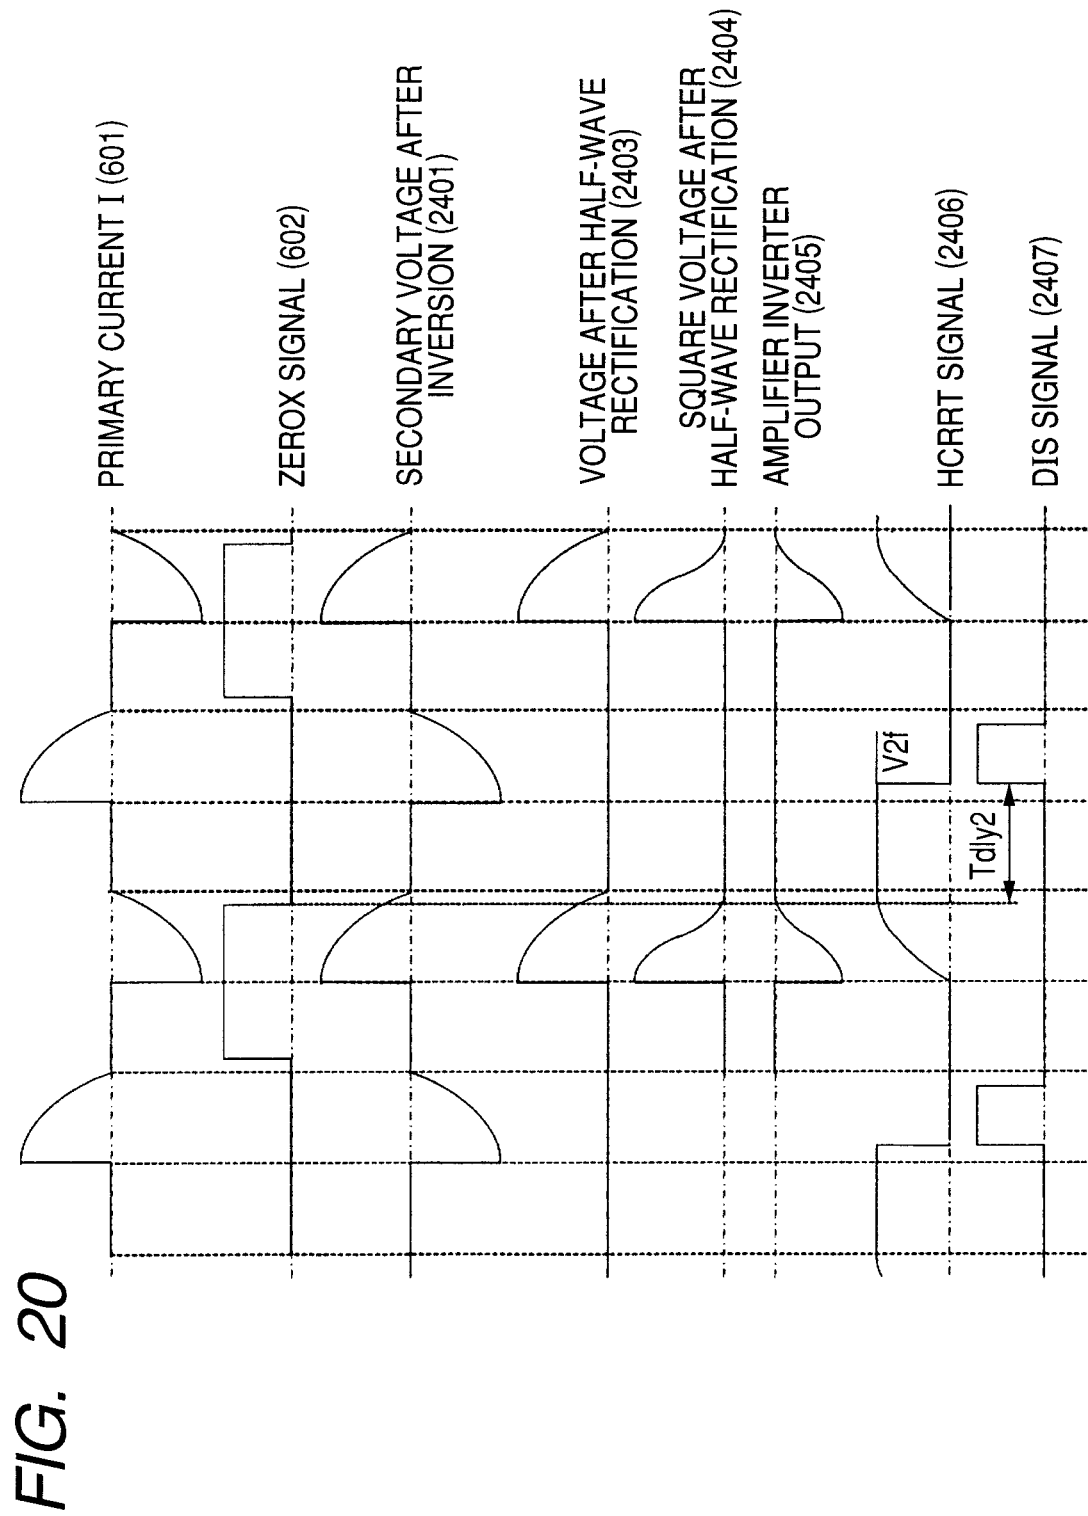 FIG. 20
PRIMARY CURRENT I (601)
ZEROX SIGNAL (602)
SECONDARY VOLTAGE AFTER
INVERSION (2401)
VOLTAGE AFTER HALF-WAVE
RECTIFICATION (2403)
SQUARE VOLTAGE AFTER
HALF-WAVE RECTIFICATION (2404)
AMPLIFIER INVERTER
OUTPUT (2405)
V2f
HCRRT SIGNAL (2406)
Tdly2
DIS SIGNAL (2407)